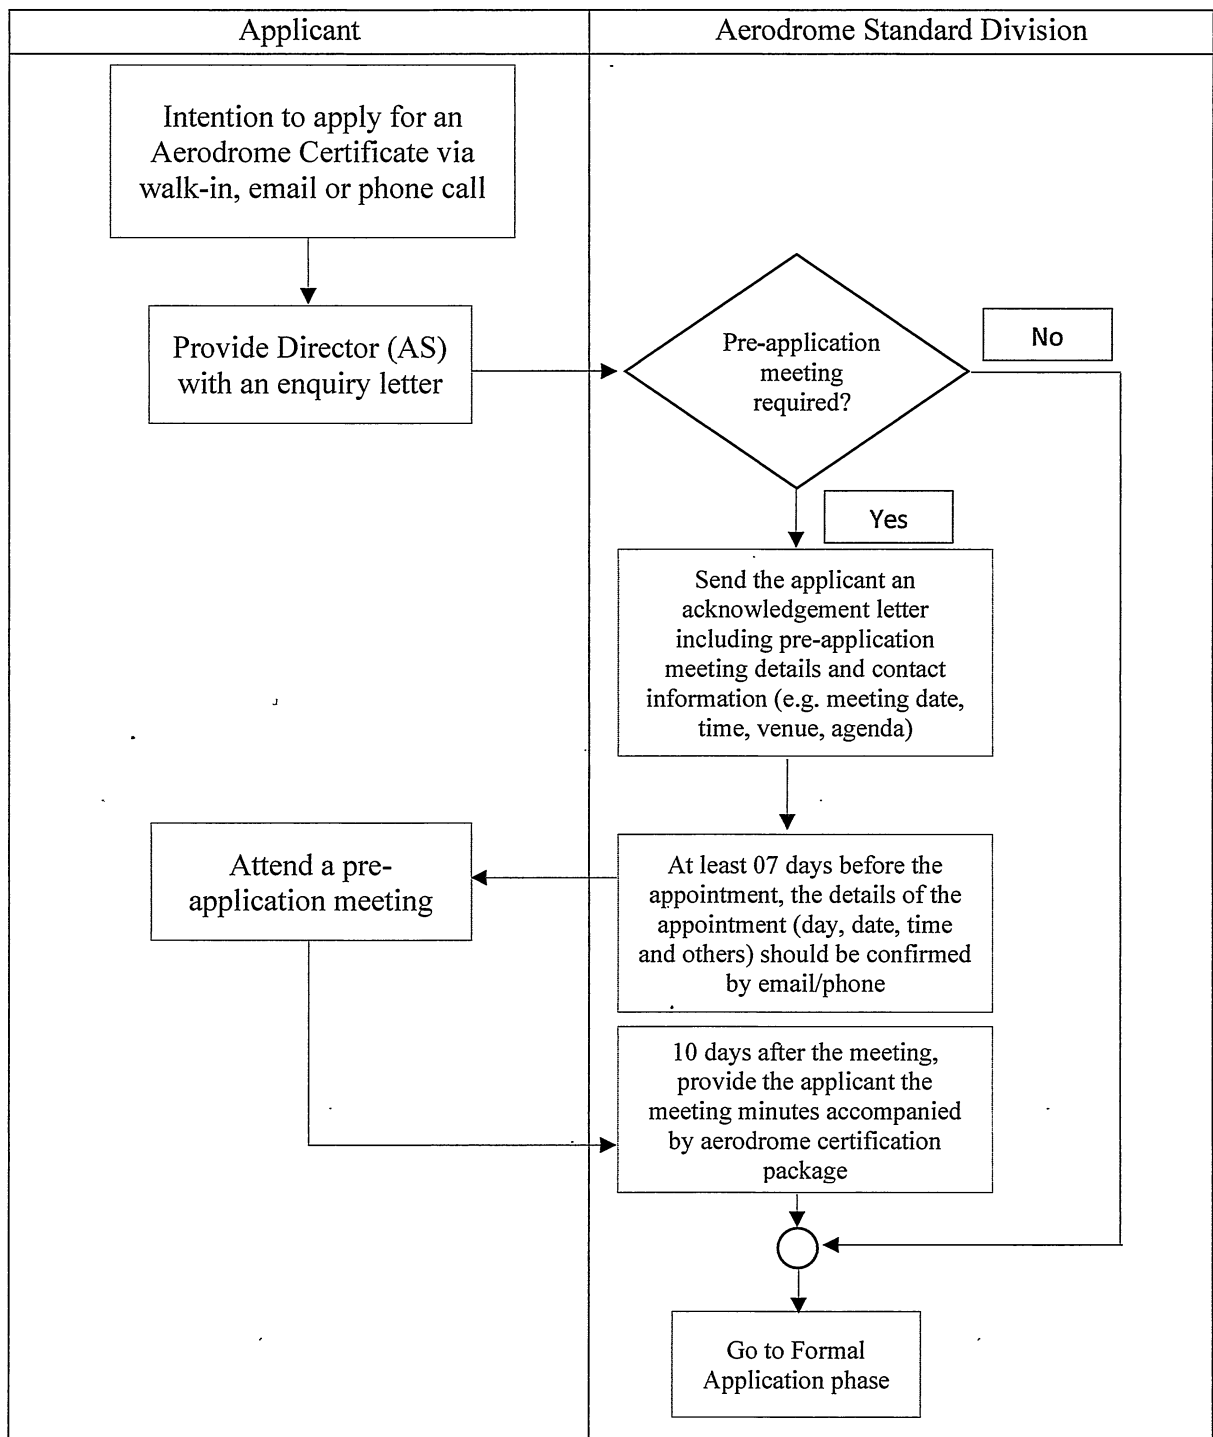 Applicant
Aerodrome Standard Division
Intention to apply for an
Aerodrome Certificate via
walk-in, email or phone call
Provide Director (AS)
with an enquiry letter
Pre-application
meeting
required?
No
Yes
Send the applicant an
acknowledgement letter
including pre-application
meeting details and contact
information (e.g. meeting date,
time, venue, agenda)
At least 07 days before the
appointment, the details of the
appointment (day, date, time
and others) should be confirmed
by email/phone
Attend a pre-
application meeting
10 days after the meeting,
provide the applicant the
meeting minutes accompanied
by aerodrome certification
package
Go to Formal
Application phase